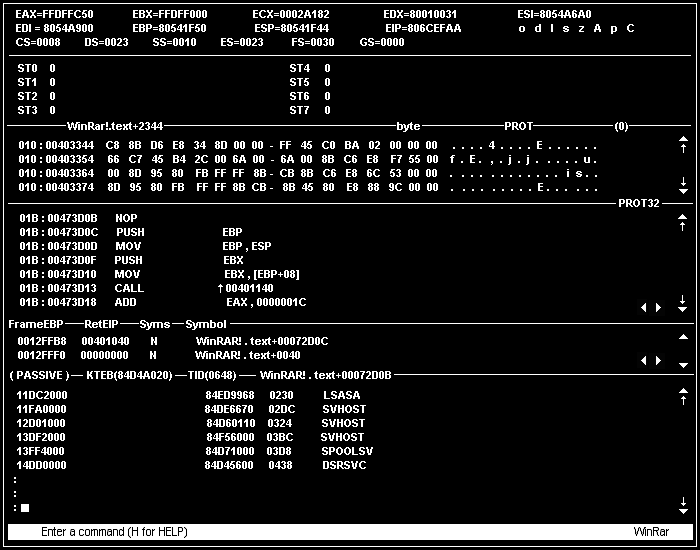 EAX=FFDFFC50 EBX=FFDFF000 ECX=0002A182 EDX=80010031 ESI=8054A6A0
EDI = 8054A900 EBP=80541F50 ESP=80541F44 EIP=806CEFAA o d I s z A p C
CS=0008 DS=0023 SS=0010 ES=0023 FS=0030 GS=0000
ST0 0 ST4 0
ST1 0 ST5 0
ST2 0 ST6 0
ST3 0 ST7 0
WinRar!.text+2344 byte PROT (0)
010 : 00403344 C8 8B D6 E8 34 8D 00 00 - FF 45 C0 BA 02 00 00 00 . . . . 4 . . . . E . . . . . .
010 : 00403354 66 C7 45 B4 2C 00 6A 00 - 6A 00 8B C6 E8 F7 55 00 f . E . , . j . j . . . . . u .
010 : 00403364 00 8D 95 80 FB FF FF 8B - CB 8B C6 E8 6C 53 00 00 . . . . . . . . . . . . i s . .
010 : 00403374 8D 95 80 FB FF FF 8B CB - 8B 45 80 E8 88 9C 00 00 . . . . . . . . . E . . . . . .
PROT32
01B : 00473D0B NOP
01B : 00473D0C PUSH EBP
01B : 00473D0D MOV EBP , ESP
01B : 00473D0F PUSH EBX
01B : 00473D10 MOV EBX , [EBP+08]
01B : 00473D13 CALL ↑00401140
01B : 00473D18 ADD EAX , 0000001C
FrameEBP RetEIP Syms Symbol
0012FFB8 00401040 N WinRAR! . text+00072D0C
0012FFF0 00000000 N WinRAR! . text+0040
( PASSIVE ) KTEB(84D4A020) TID(0648) WinRAR! . text+00072D0B
11DC2000 84ED9968 0230 LSASA
11FA0000 84DE6670 02DC SVHOST
12D01000 84D60110 0324 SVHOST
13DF2000 84F56000 03BC SVHOST
13FF4000 84D71000 03D8 SPOOLSV
14DD0000 84D45600 0438 DSRSVC
:
:
:
Enter a command (H for HELP) WinRar